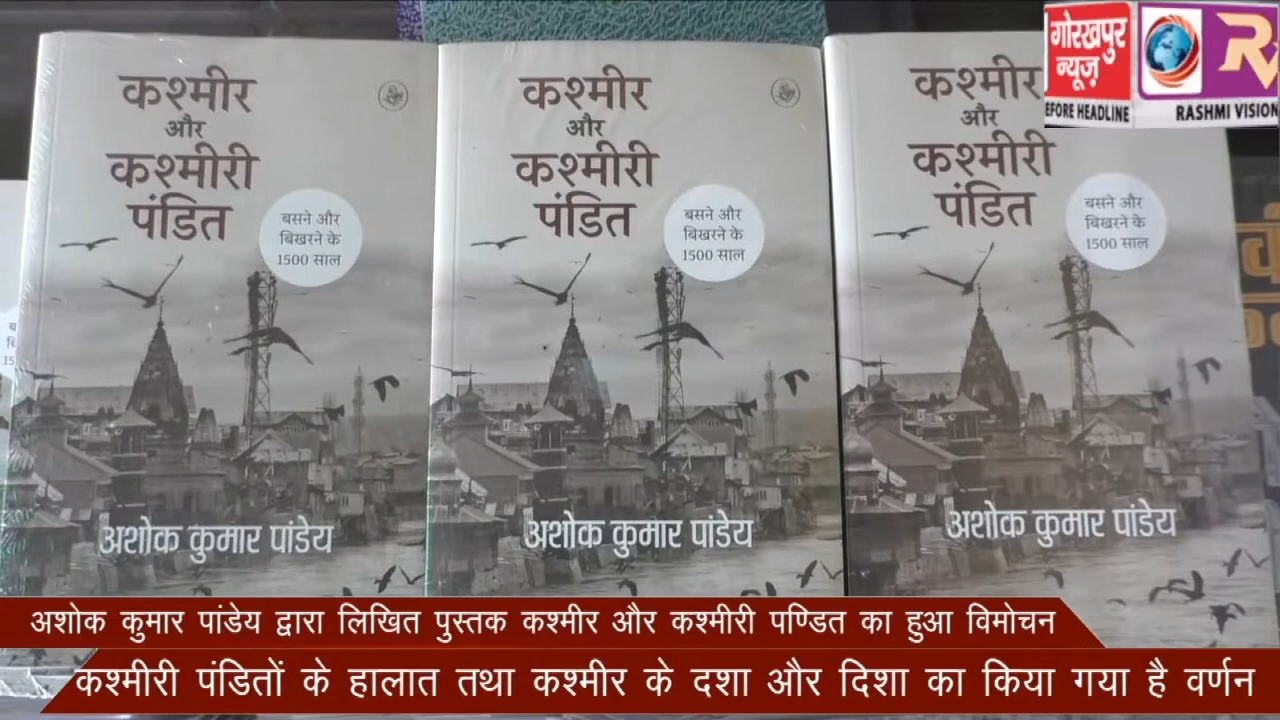 कश्मीर
और
कश्मीरी
पंडित
बसने और
बिखरने के
1500 साल
अशोक कुमार पांडेय
कश्मीर
और
कश्मीरी
पंडित
बसने और
बिखरने के
1500 साल
अशोक कुमार पांडेय
कश्मीर
और
कश्मीरी
पंडित
बसने और
बिखरने के
1500 साल
अशोक कुमार पांडेय
गोरखपुर
न्यूज़
EFORE HEADLINE
RV
RASHMI VISION
अशोक कुमार पांडेय द्वारा लिखित पुस्तक कश्मीर और कश्मीरी पण्डित का हुआ विमोचन
कश्मीरी पंडितों के हालात तथा कश्मीर के दशा और दिशा का किया गया है वर्णन